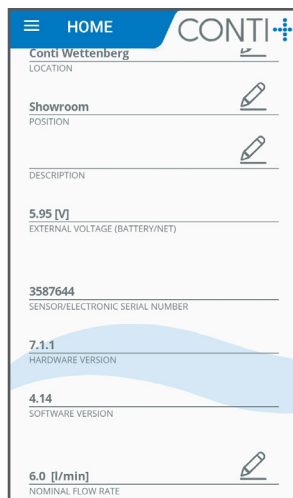 HOME
CONTI+
Conti Wettenberg
LOCATION
Showroom
POSITION
DESCRIPTION
5.95 [V]
EXTERNAL VOLTAGE (BATTERY/NET)
3587644
SENSOR/ELECTRONIC SERIAL NUMBER
7.1.1
HARDWARE VERSION
4.14
SOFTWARE VERSION
6.0 [l/min]
NOMINAL FLOW RATE